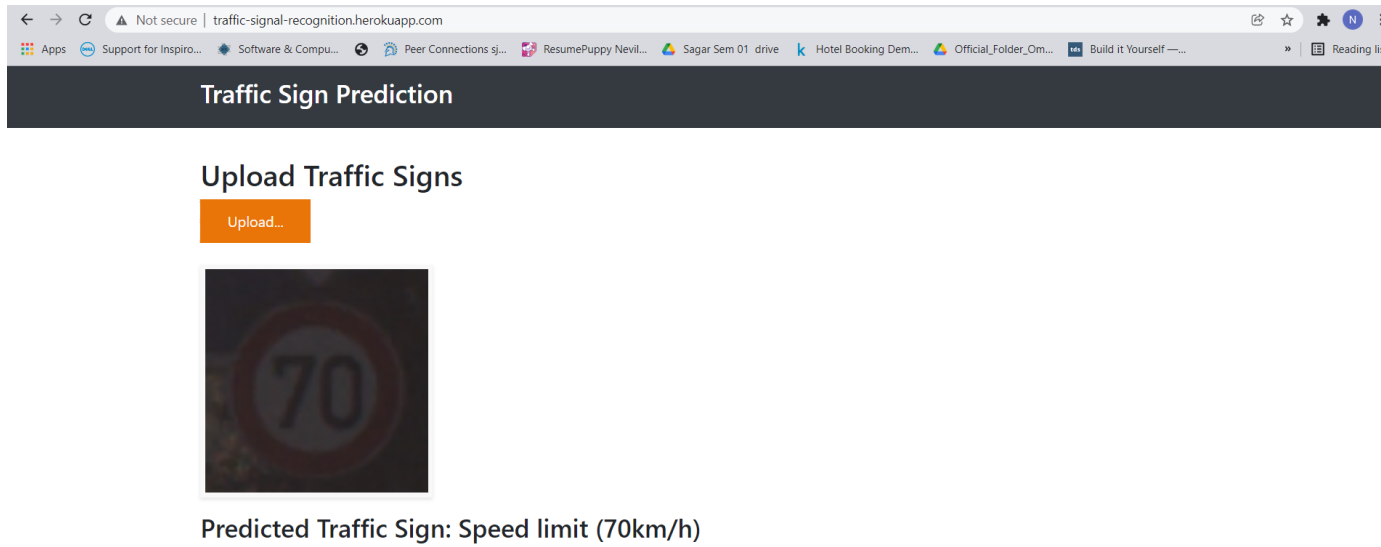 Not secure | traffic-signal-recognition.herokuapp.com N
Apps DELL Support for Inspiro... Software & Compu... Peer Connections sj... ResumePuppy Nevil... Sagar Sem 01 drive k Hotel Booking Dem... Official_Folder_Om... tds Build it Yourself —... » Reading li
Traffic Sign Prediction
Upload Traffic Signs
Upload...
70
Predicted Traffic Sign: Speed limit (70km/h)